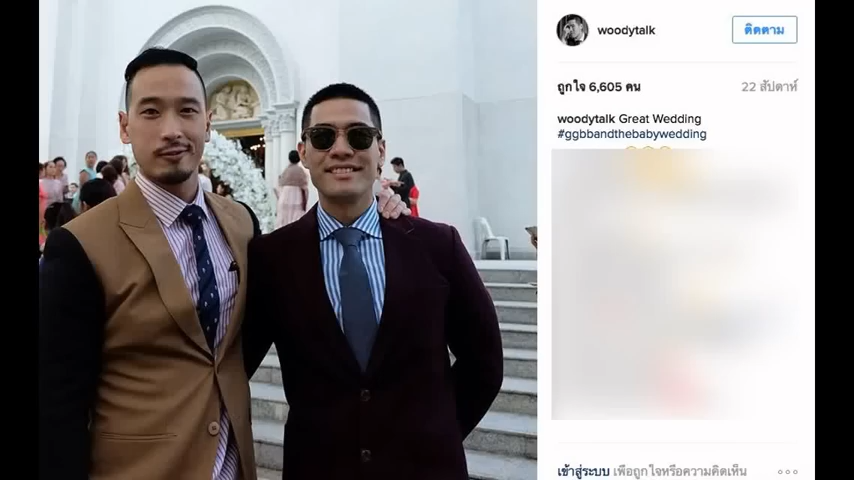 woodytalk
ติดตาม
ถูกใจ 6,605 คน
22 สัปดาห์
woodytalk Great Wedding
#ggbbandthebabywedding
เข้าสู่ระบบ เพื่อถูกใจหรือความคิดเห็น